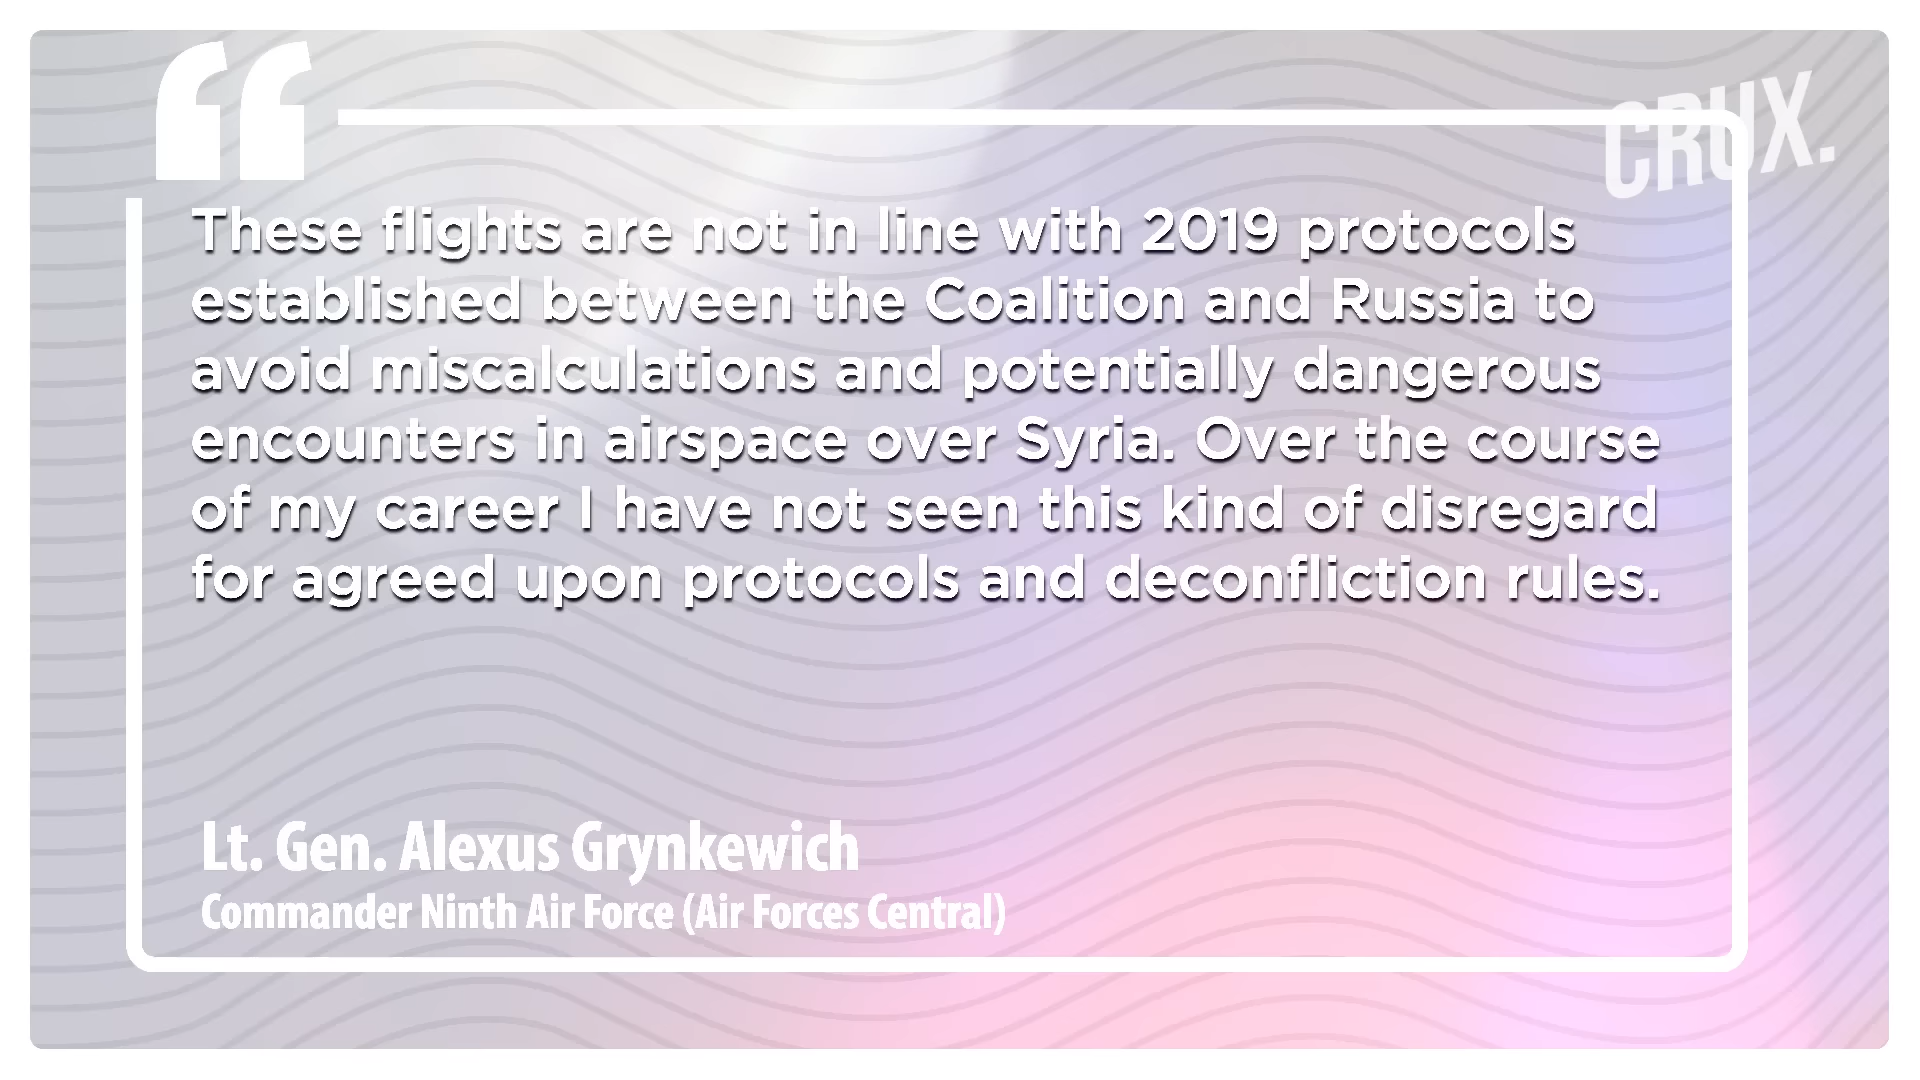 CRUX.
These flights are not in line with 2019 protocols
established between the Coalition and Russia to
avoid miscalculations and potentially dangerous
encounters in airspace over Syria. Over the course
of my career I have not seen this kind of disregard
for agreed upon protocols and deconfliction rules.
Lt. Gen. Alexus Grynkewich
Commander Ninth Air Force (Air Forces Central)